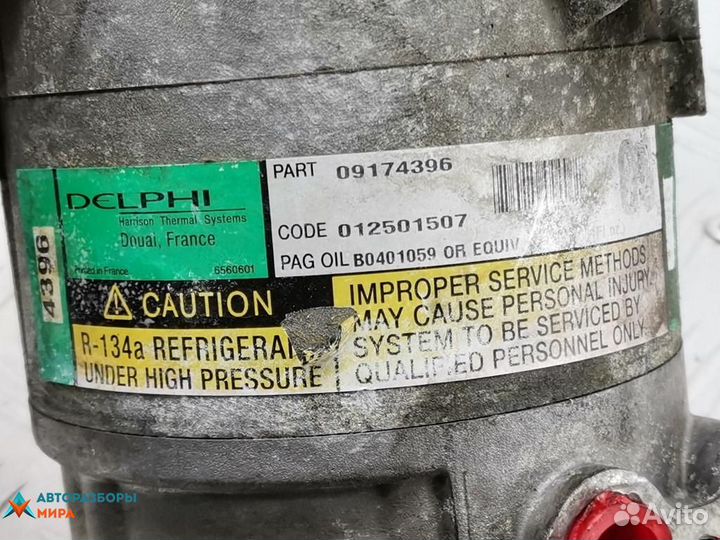 DELPHI
Harrison Thermal Systems
Douai, France
Printed in France 6560601
4396
PART 09174396
CODE 012501507
PAG OIL B0401059 OR EQUIV
CAUTION
R-134a REFRIGERA
UNDER HIGH PRESSURE
IMPROPER SERVICE METHODS
MAY CAUSE PERSONAL INJURY.
SYSTEM TO BE SERVICED BY
QUALIFIED PERSONNEL ONLY.
АВТОРАЗБОРЫ
МИРА
Avito